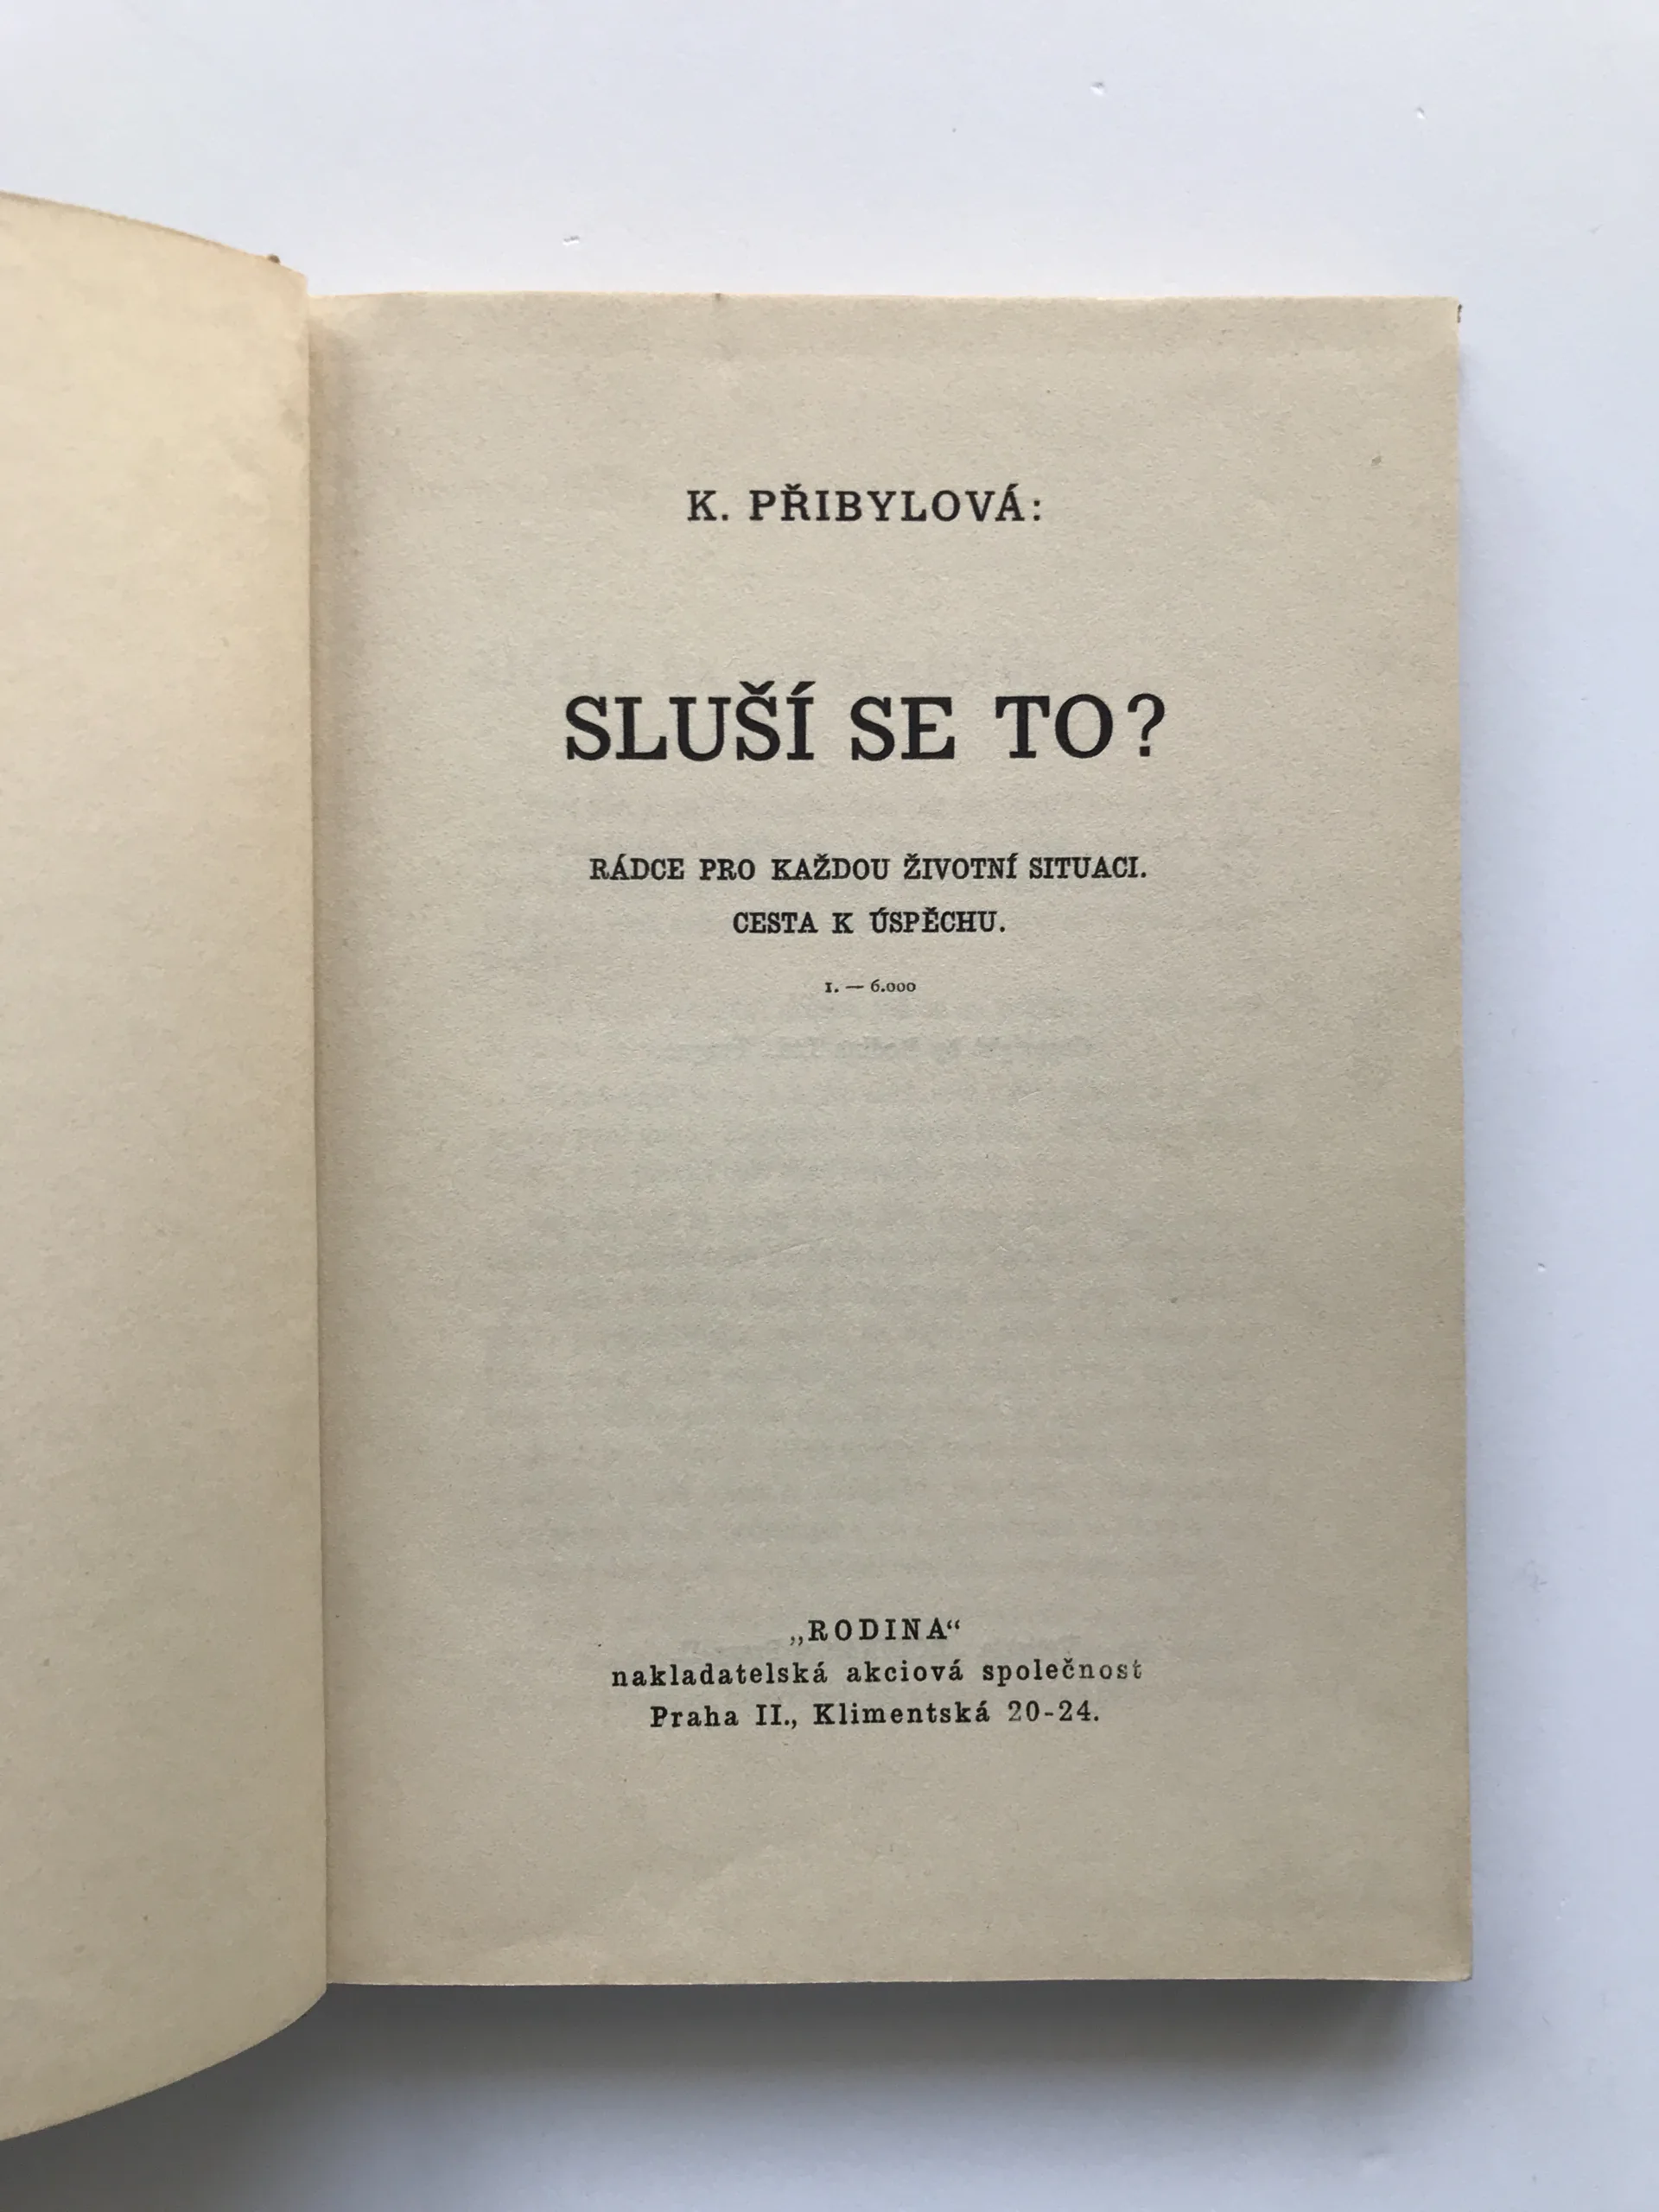 K. PŘIBYLOVÁ:
SLUŠÍ SE TO?
RÁDCE PRO KAŽDOU ŽIVOTNÍ SITUACI.
CESTA K ÚSPĚCHU.
1. — 6.000
„RODINA“
nakladatelská akciová společnost
Praha II., Klimentská 20-24.